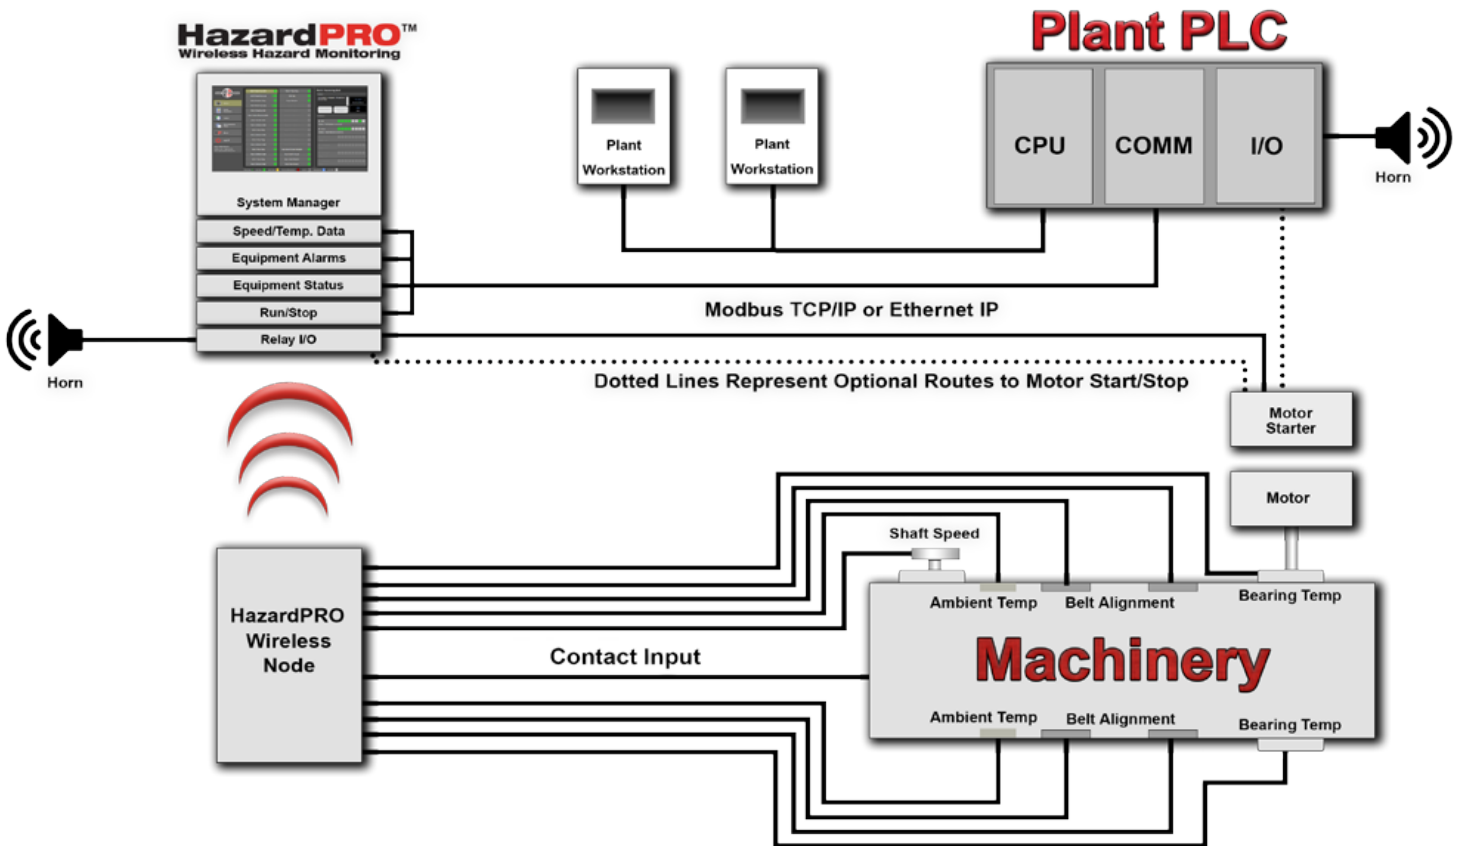 HazardPRO™
Wireless Hazard Monitoring
Plant PLC
System Manager
Speed/Temp. Data
Equipment Alarms
Equipment Status
Run/Stop
Relay I/O
Horn
Plant
Workstation
Plant
Workstation
CPU
COMM
I/O
Horn
Modbus TCP/IP or Ethernet IP
Dotted Lines Represent Optional Routes to Motor Start/Stop
Motor
Starter
Motor
Shaft Speed
HazardPRO
Wireless
Node
Contact Input
Ambient Temp
Belt Alignment
Bearing Temp
Machinery
Ambient Temp
Belt Alignment
Bearing Temp